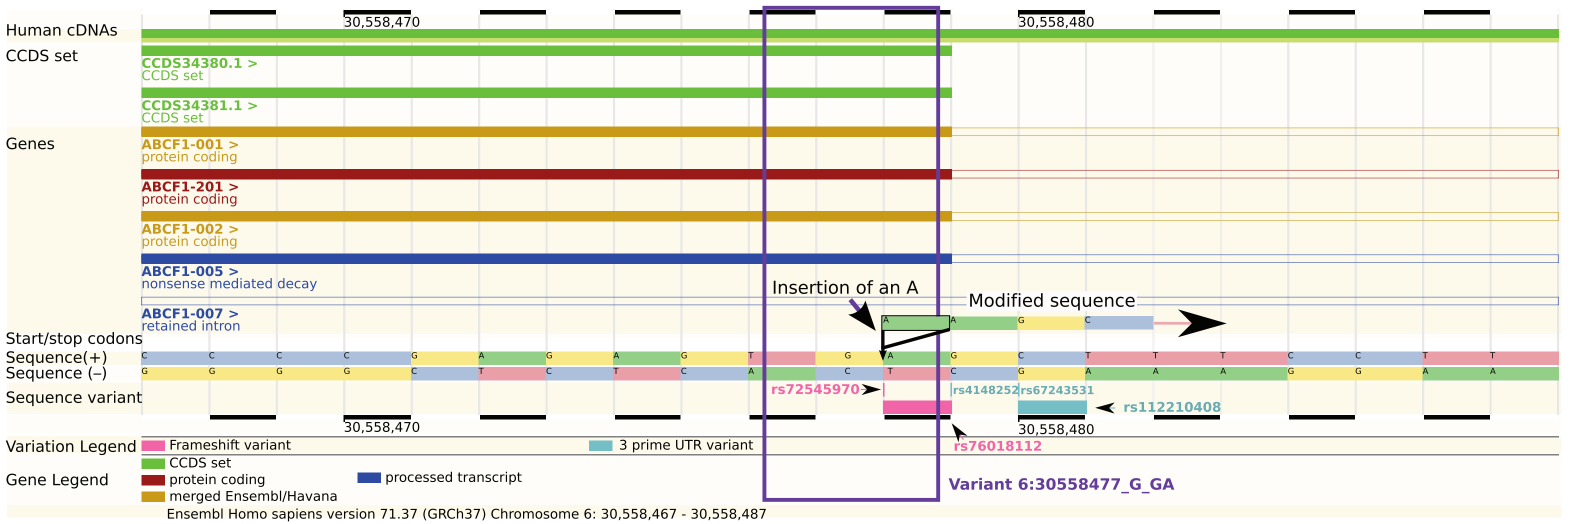 30,558,470 30,558,480
Human cDNAs
CCDS set
CCDS34380.1 >
CCDS set
CCDS34381.1 >
CCDS set
Genes
ABCF1-001 >
protein coding
ABCF1-201 >
protein coding
ABCF1-002 >
protein coding
ABCF1-005 >
nonsense mediated decay
Insertion of an A
Modified sequence
ABCF1-007 >
retained intron
A A G C
Start/stop codons
Sequence(+) C C C C G A G A G T G A G C T T T C C T T
Sequence (–) G G G G C T C T C A C T C G A A A G G A A
Sequence variant
rs72545970 rs4148252 rs67243531
rs112210408
30,558,470 30,558,480
Variation Legend Frameshift variant 3 prime UTR variant
rs76018112
CCDS set
Gene Legend protein coding processed transcript
merged Ensembl/Havana
Variant 6:30558477_G_GA
Ensembl Homo sapiens version 71.37 (GRCh37) Chromosome 6: 30,558,467 - 30,558,487